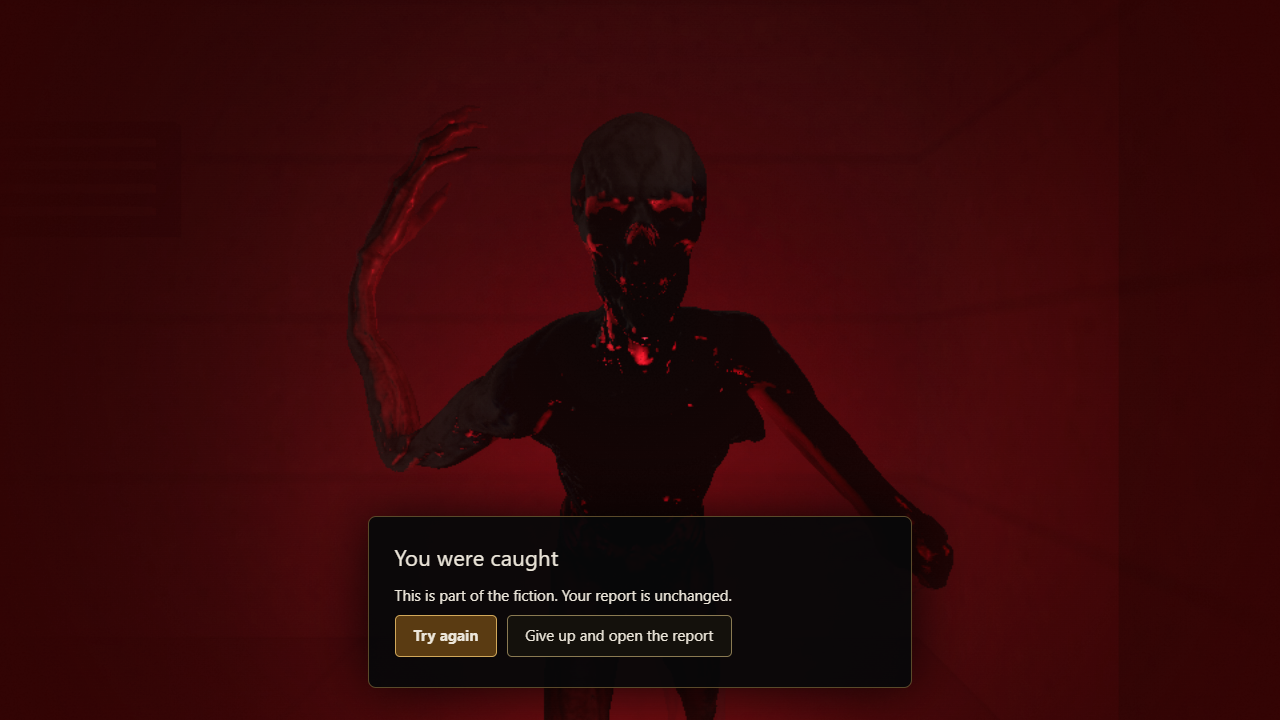 You were caught
This is part of the fiction. Your report is unchanged.
Try again
Give up and open the report